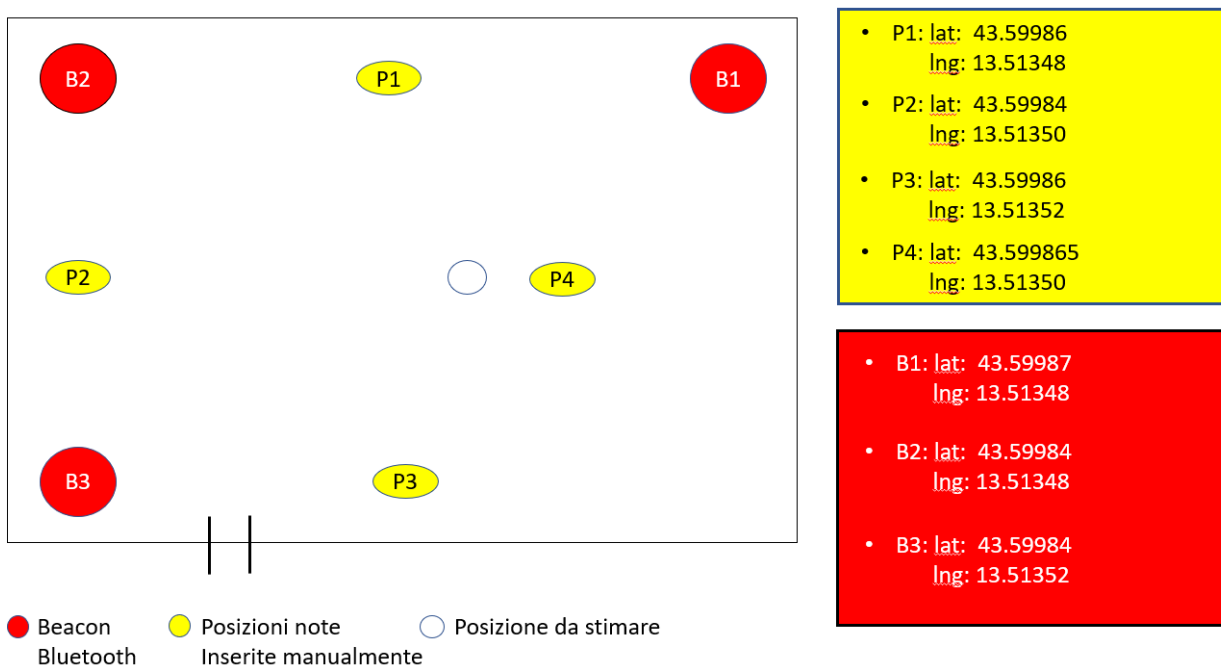 B2
P1
B1
P2
P4
B3
P3
Beacon
Bluetooth
Posizioni note
Inserite manualmente
Posizione da stimare
• P1: lat: 43.59986
lng: 13.51348
• P2: lat: 43.59984
lng: 13.51350
• P3: lat: 43.59986
lng: 13.51352
• P4: lat: 43.599865
lng: 13.51350
• B1: lat: 43.59987
lng: 13.51348
• B2: lat: 43.59984
lng: 13.51348
• B3: lat: 43.59984
lng: 13.51352